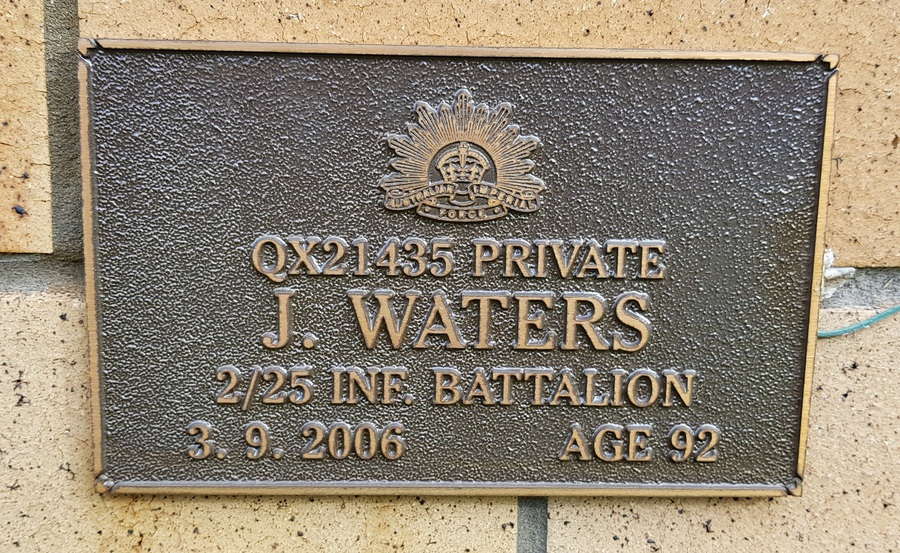 AUSTRALIAN IMPERIAL
FORCE
QX21435 PRIVATE
J. WATERS
2/25 INF. BATTALION
3. 9. 2006 AGE 92